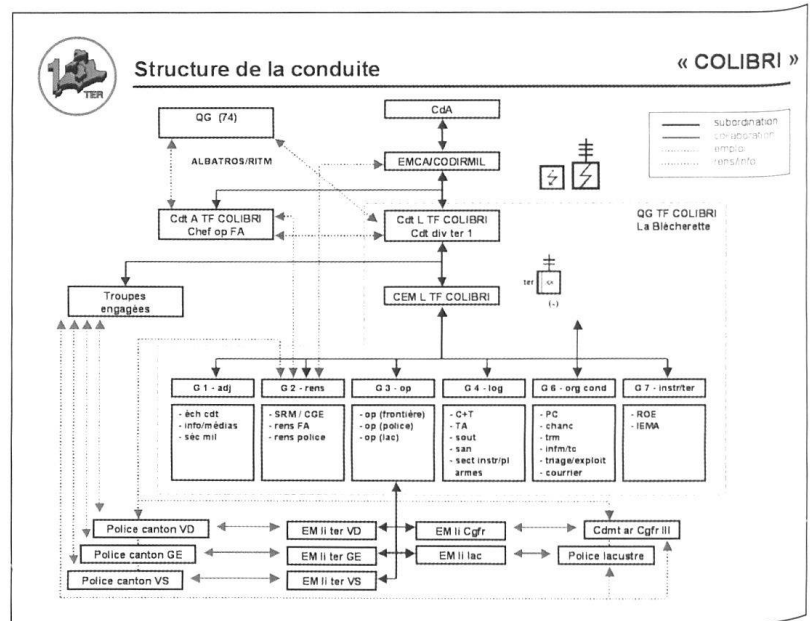 1
TER
Structure de la conduite
« COLIBRI »
QG (74)
CdA
subordination
collaboration
emploi
rens/info
ALBATROS/RITM
EMCA/CODIRMIL
Cdt A TF COLIBRI
Chef op FA
Cdt L TF COLIBRI
Cdt div ter 1
QG TF COLIBRI
La Blécherette
Troupes
engagées
CEM L TF COLIBRI
ter
(-)
G 1 - adj
G 2 - rens
G 3 - op
G 4 - log
G 6 - org cond
G 7 - instr/ter
- éch cdt
- info/médias
- séc mil
- SRM / CGE
- rens FA
- rens police
- op (frontière)
- op (police)
- op (lac)
- C+T
- TA
- sout
- san
- sect instr/pl
armes
- PC
- chanc
- trm
- infm/tc
- triage/exploit
- courrier
- ROE
- IEMA
Police canton VD
EM li ter VD
EM li Cgfr
Cdmt ar Cgfr III
Police canton GE
EM li ter GE
EM li lac
Police lacustre
Police canton VS
EM li ter VS